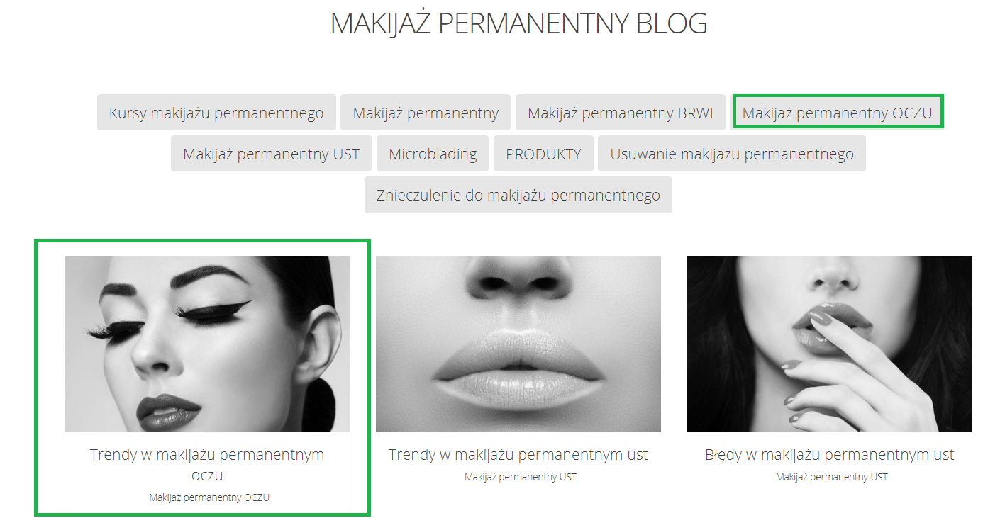 MAKIJAŻ PERMANENTNY BLOG
Kursy makijażu permanentnego
Makijaż permanentny
Makijaż permanentny BRWI
Makijaż permanentny OCZU
Makijaż permanentny UST
Microblading
PRODUKTY
Usuwanie makijażu permanentnego
Znieczulenie do makijażu permanentnego
Trendy w makijażu permanentnym
oczu
Makijaż permanentny OCZU
Trendy w makijażu permanentnym ust
Makijaż permanentny UST
Błędy w makijażu permanentnym ust
Makijaż permanentny UST